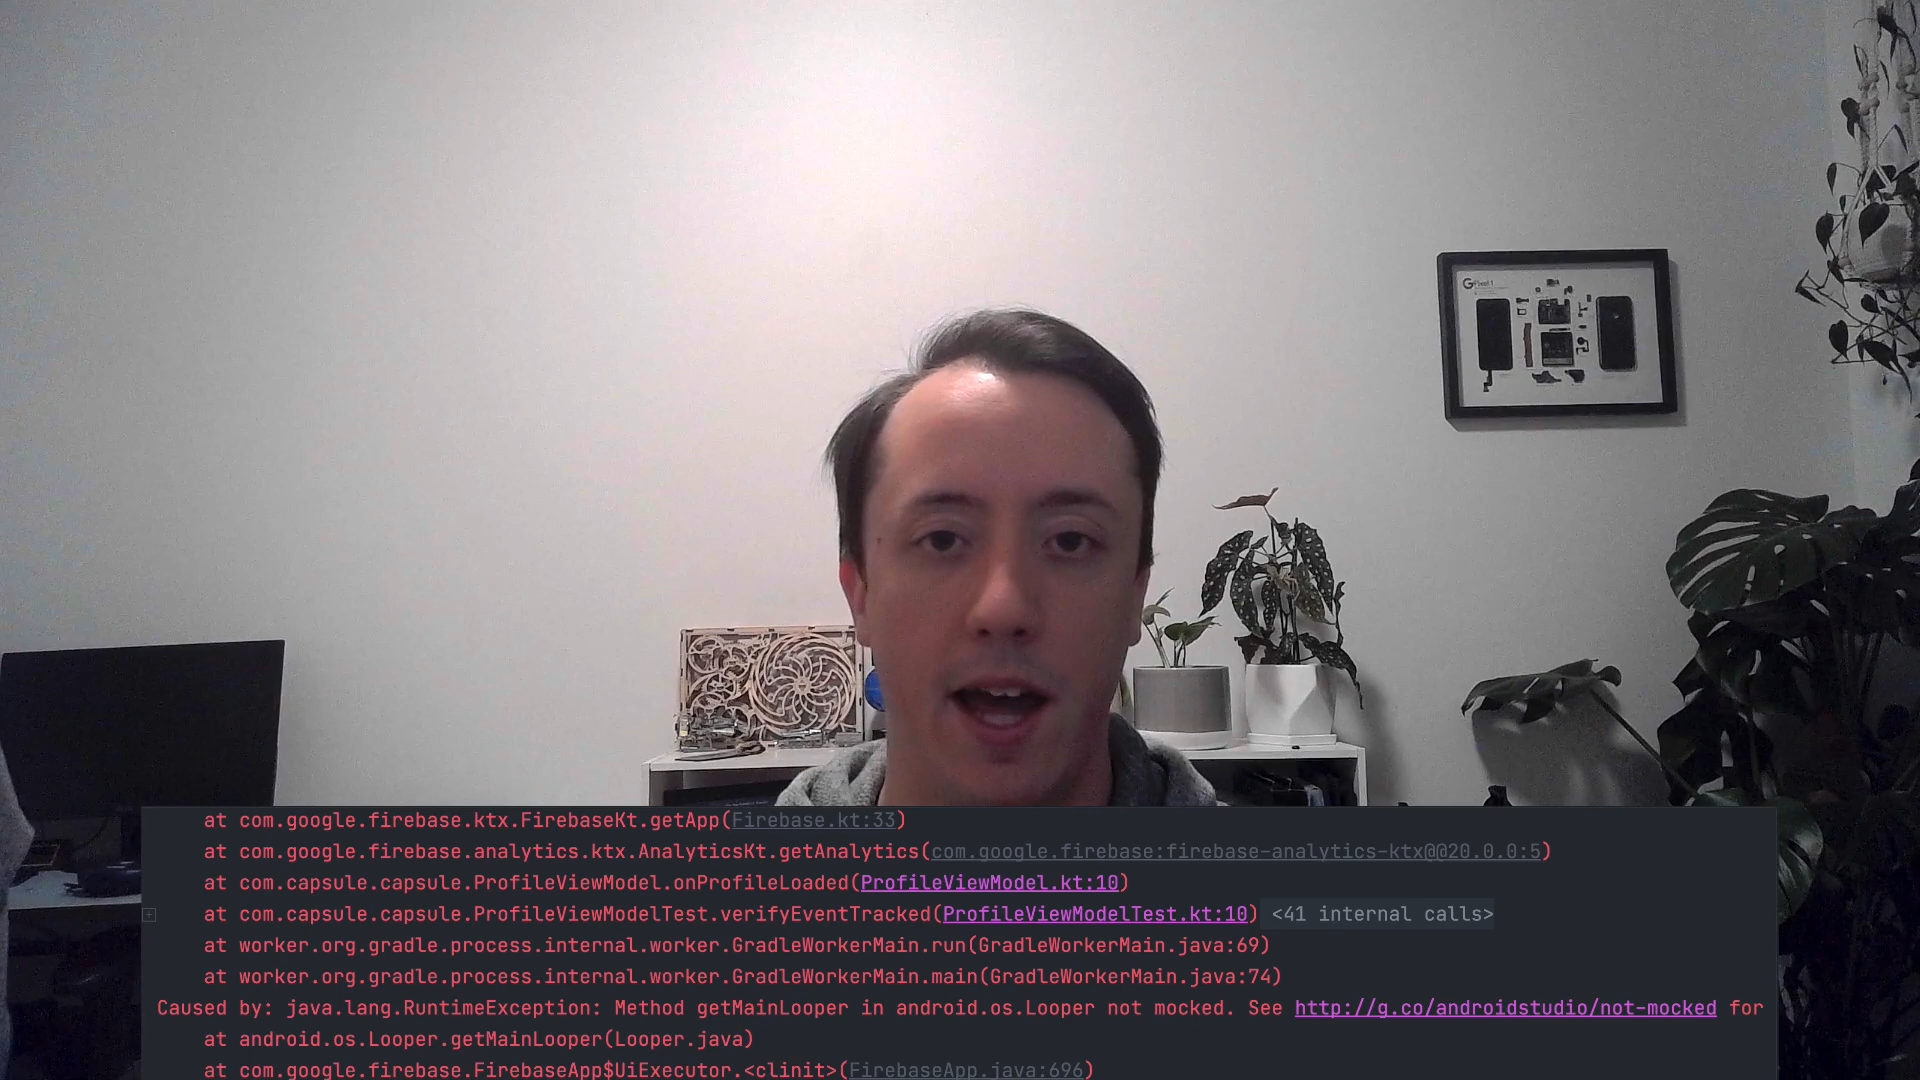 G Pixel 1
at com.google.firebase.ktx.FirebaseKt.getApp(Firebase.kt:33)
at com.google.firebase.analytics.ktx.AnalyticsKt.getAnalytics(com.google.firebase:firebase-analytics-ktx@@20.0.0:5)
at com.capsule.capsule.ProfileViewModel.onProfileLoaded(ProfileViewModel.kt:10)
at com.capsule.capsule.ProfileViewModelTest.verifyEventTracked(ProfileViewModelTest.kt:10) <41 internal calls>
at worker.org.gradle.process.internal.worker.GradleWorkerMain.run(GradleWorkerMain.java:69)
at worker.org.gradle.process.internal.worker.GradleWorkerMain.main(GradleWorkerMain.java:74)
Caused by: java.lang.RuntimeException: Method getMainLooper in android.os.Looper not mocked. See http://g.co/androidstudio/not-mocked for
at android.os.Looper.getMainLooper(Looper.java)
at com.google.firebase.FirebaseApp$UiExecutor.<clinit>(FirebaseApp.java:696)